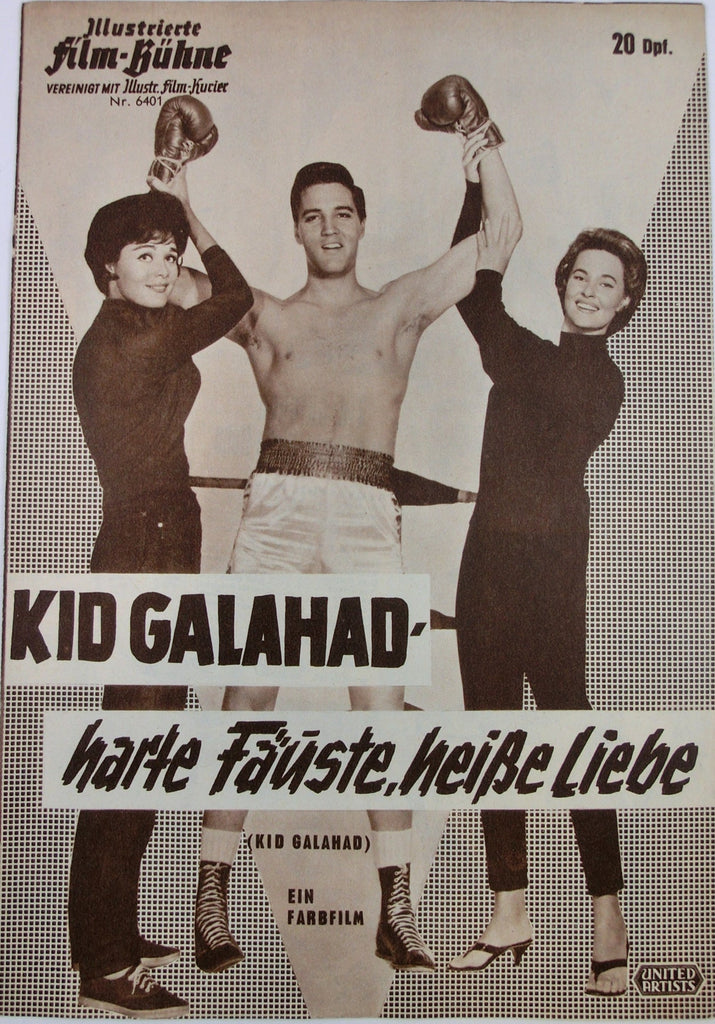 Illustrierte
Film-Bühne
VEREINIGT MIT Illustr. Film-Kurier
Nr. 6401
20 Dpf.
KID GALAHAD-
harte Fäuste, heiße Liebe
(KID GALAHAD)
EIN
FARBFILM
UNITED
ARTISTS